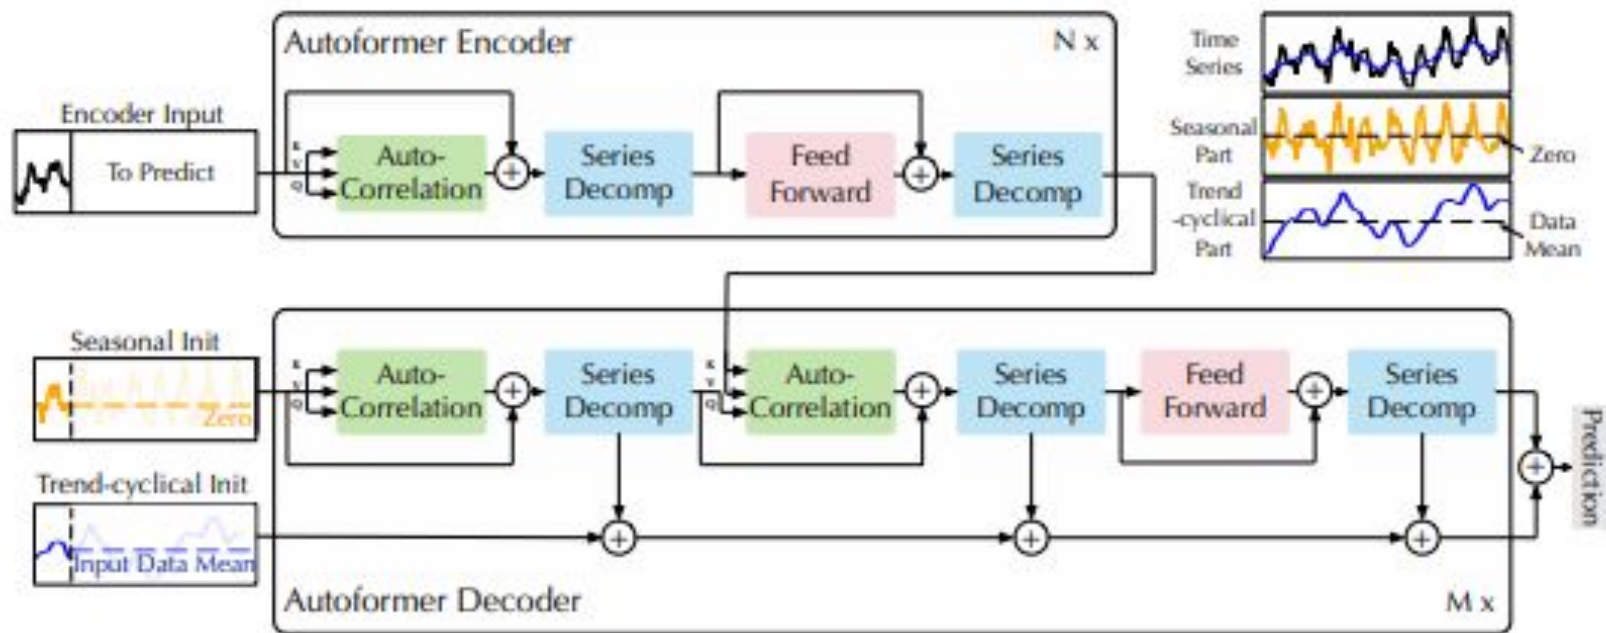 Autoformer Encoder
N x
Encoder Input
To Predict
K
V
Q
Auto-
Correlation
+
Series
Decomp
Feed
Forward
+
Series
Decomp
Time
Series
Seasonal
Part
Zero
Trend
-cyclical
Part
Data
Mean
Seasonal Init
Zero
K
V
Q
Auto-
Correlation
+
Series
Decomp
K
V
Q
Auto-
Correlation
+
Series
Decomp
Feed
Forward
+
Series
Decomp
+
Prediction
Trend-cyclical Init
Input Data Mean
+
+
+
Autoformer Decoder
M x